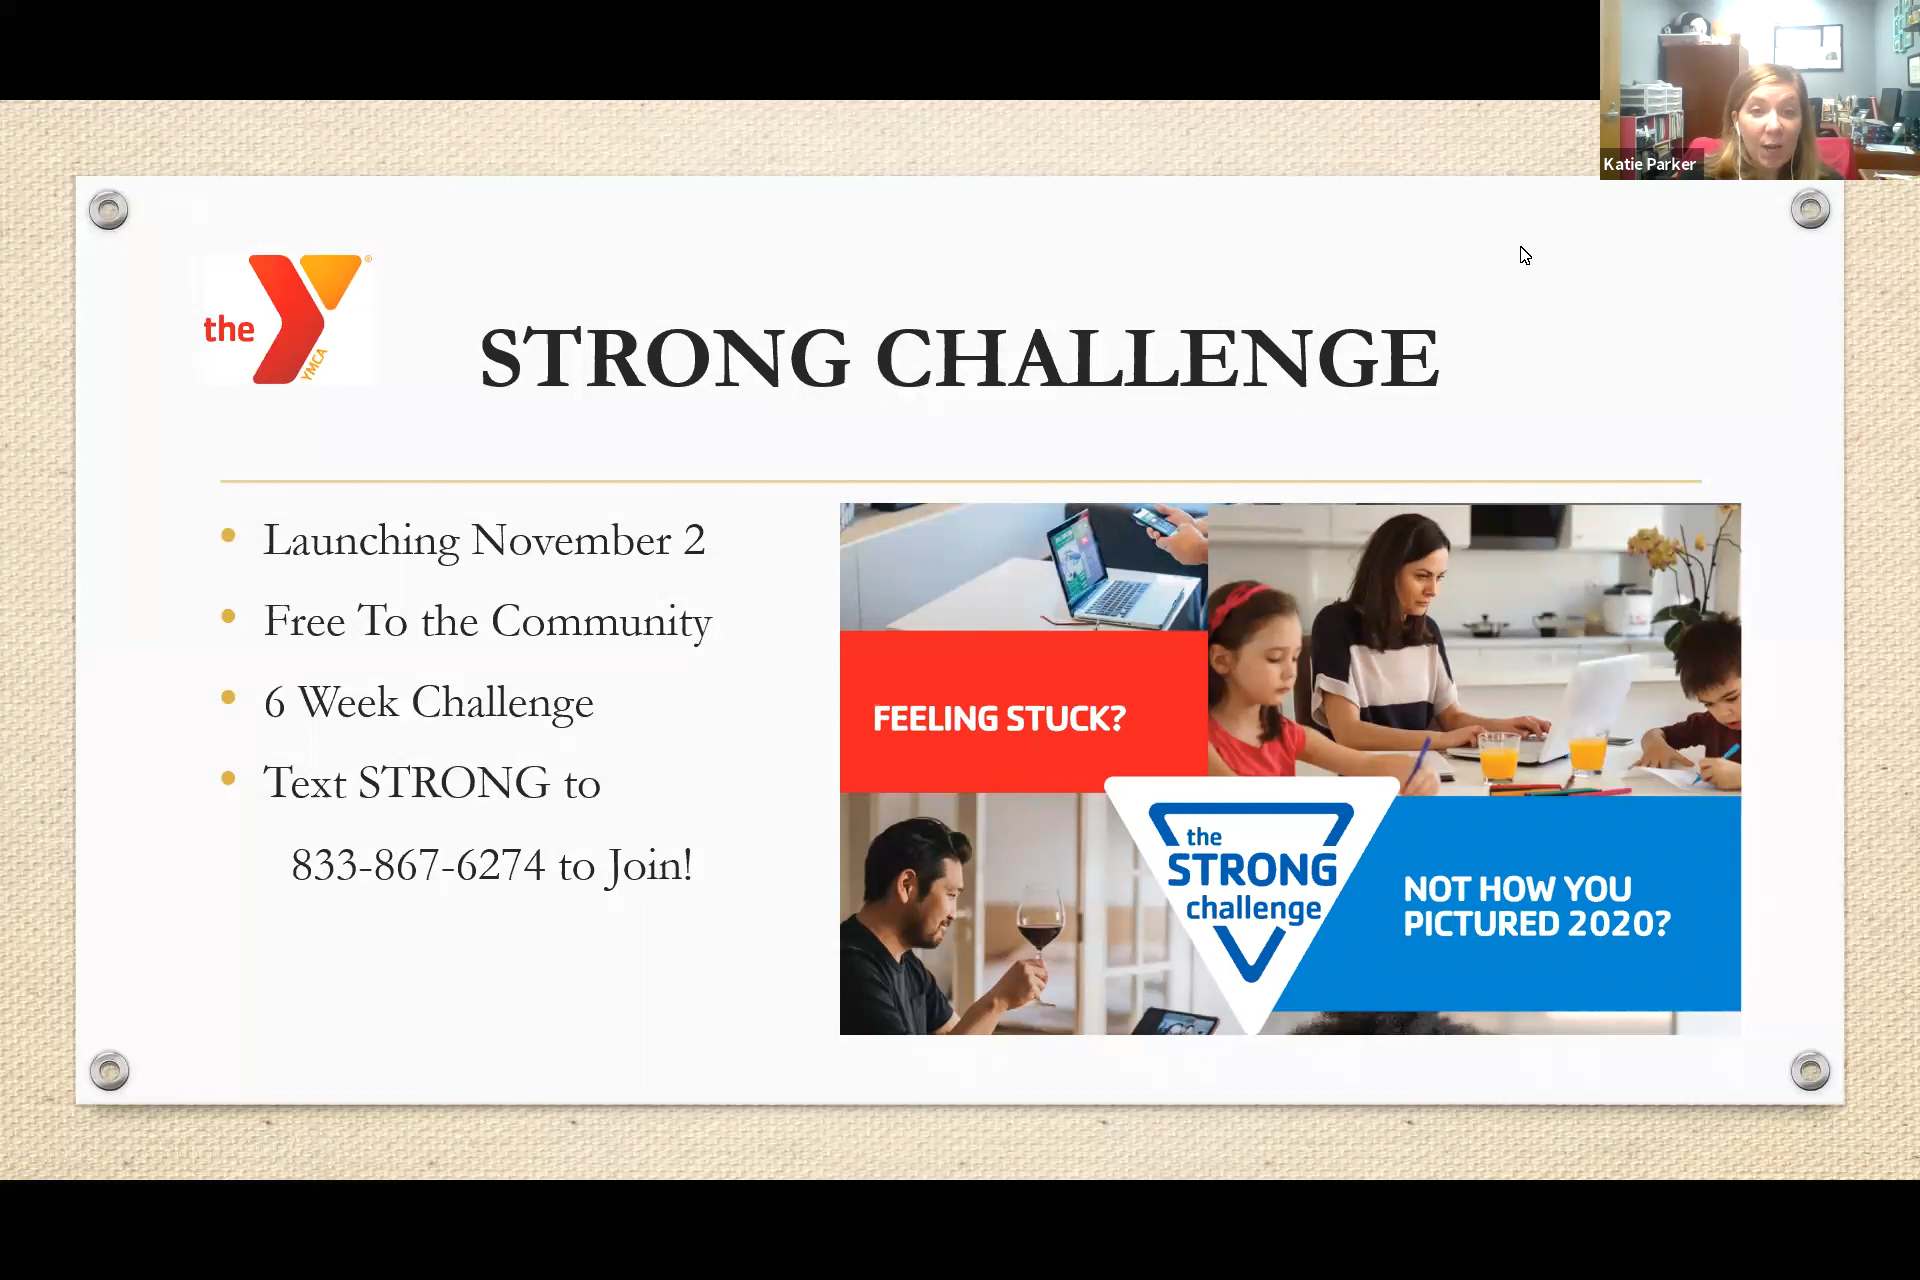 Katie Parker
the
YMCA
®
STRONG CHALLENGE
Launching November 2
Free To the Community
6 Week Challenge
Text STRONG to
833-867-6274 to Join!
FEELING STUCK?
the
STRONG
challenge
NOT HOW YOU
PICTURED 2020?